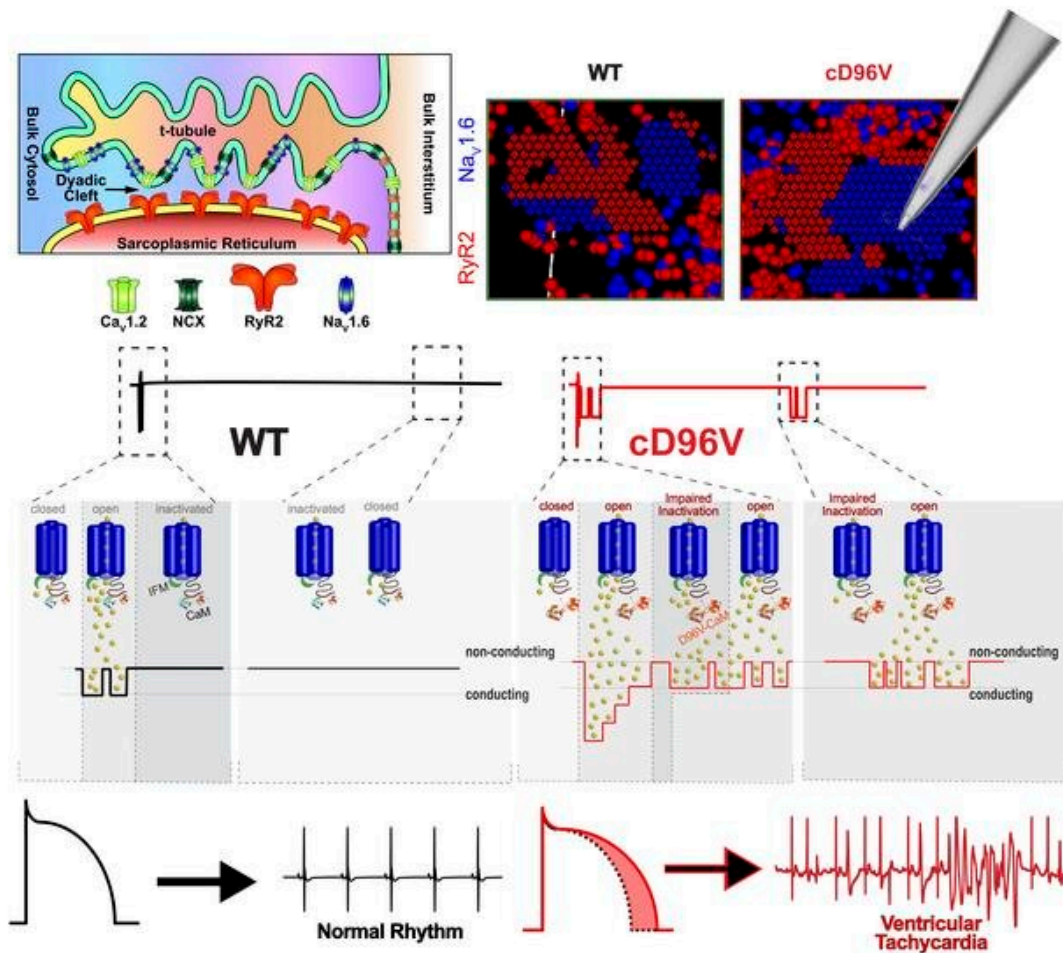 Bulk Cytosol
t-tubule
Dyadic
Cleft
Sarcoplasmic Reticulum
Bulk Interstitium
CaV1.2
NCX
RyR2
NaV1.6
WT
cD96V
RyR2
NaV1.6
WT
cD96V
closed
open
inactivated
IFM
CaM
inactivated
closed
closed
open
Impaired
Inactivation
open
D96V-CaM
Impaired
Inactivation
open
non-conducting
conducting
non-conducting
conducting
Normal Rhythm
Ventricular
Tachycardia